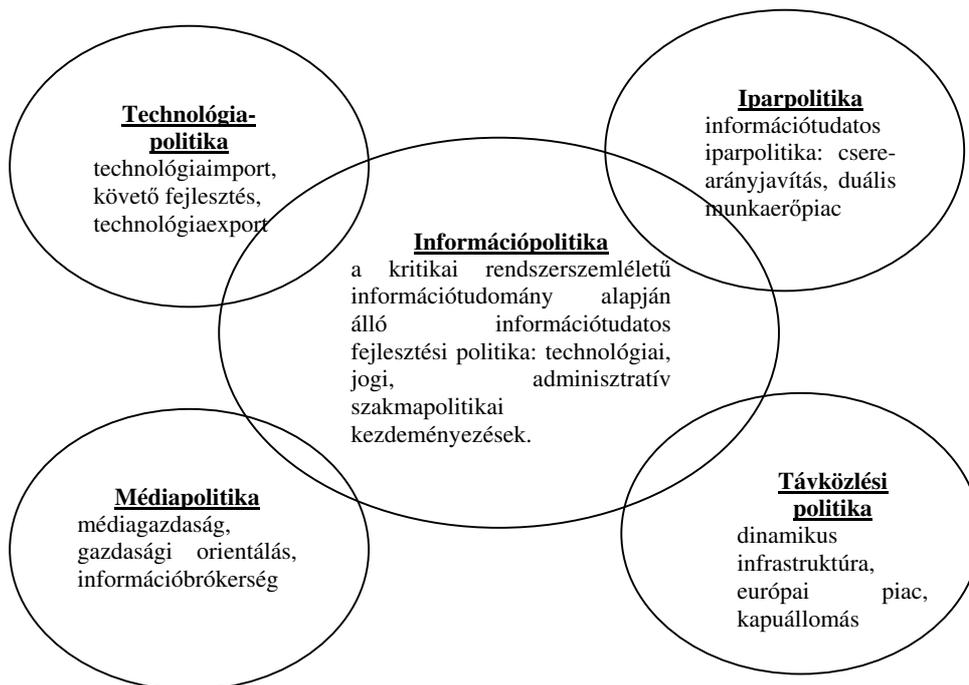 Technológia-
politika
technológiaimport,
követő fejlesztés,
technológiaexport
Iparpolitika
információtudatos
iparpolitika: csere-
arányjavítás, duális
munkaerőpiac
Információpolitika
a kritikai rendszerszemléletű
információtudomány alapján
álló információtudatos
fejlesztési politika: technológiai,
jogi, adminisztratív
szakmapolitikai
kezdeményezések.
Médiapolitika
médiagazdaság,
gazdasági orientálás,
információbrókerség
Távközlési
politika
dinamikus
infrastruktúra,
európai piac,
kapuállomás